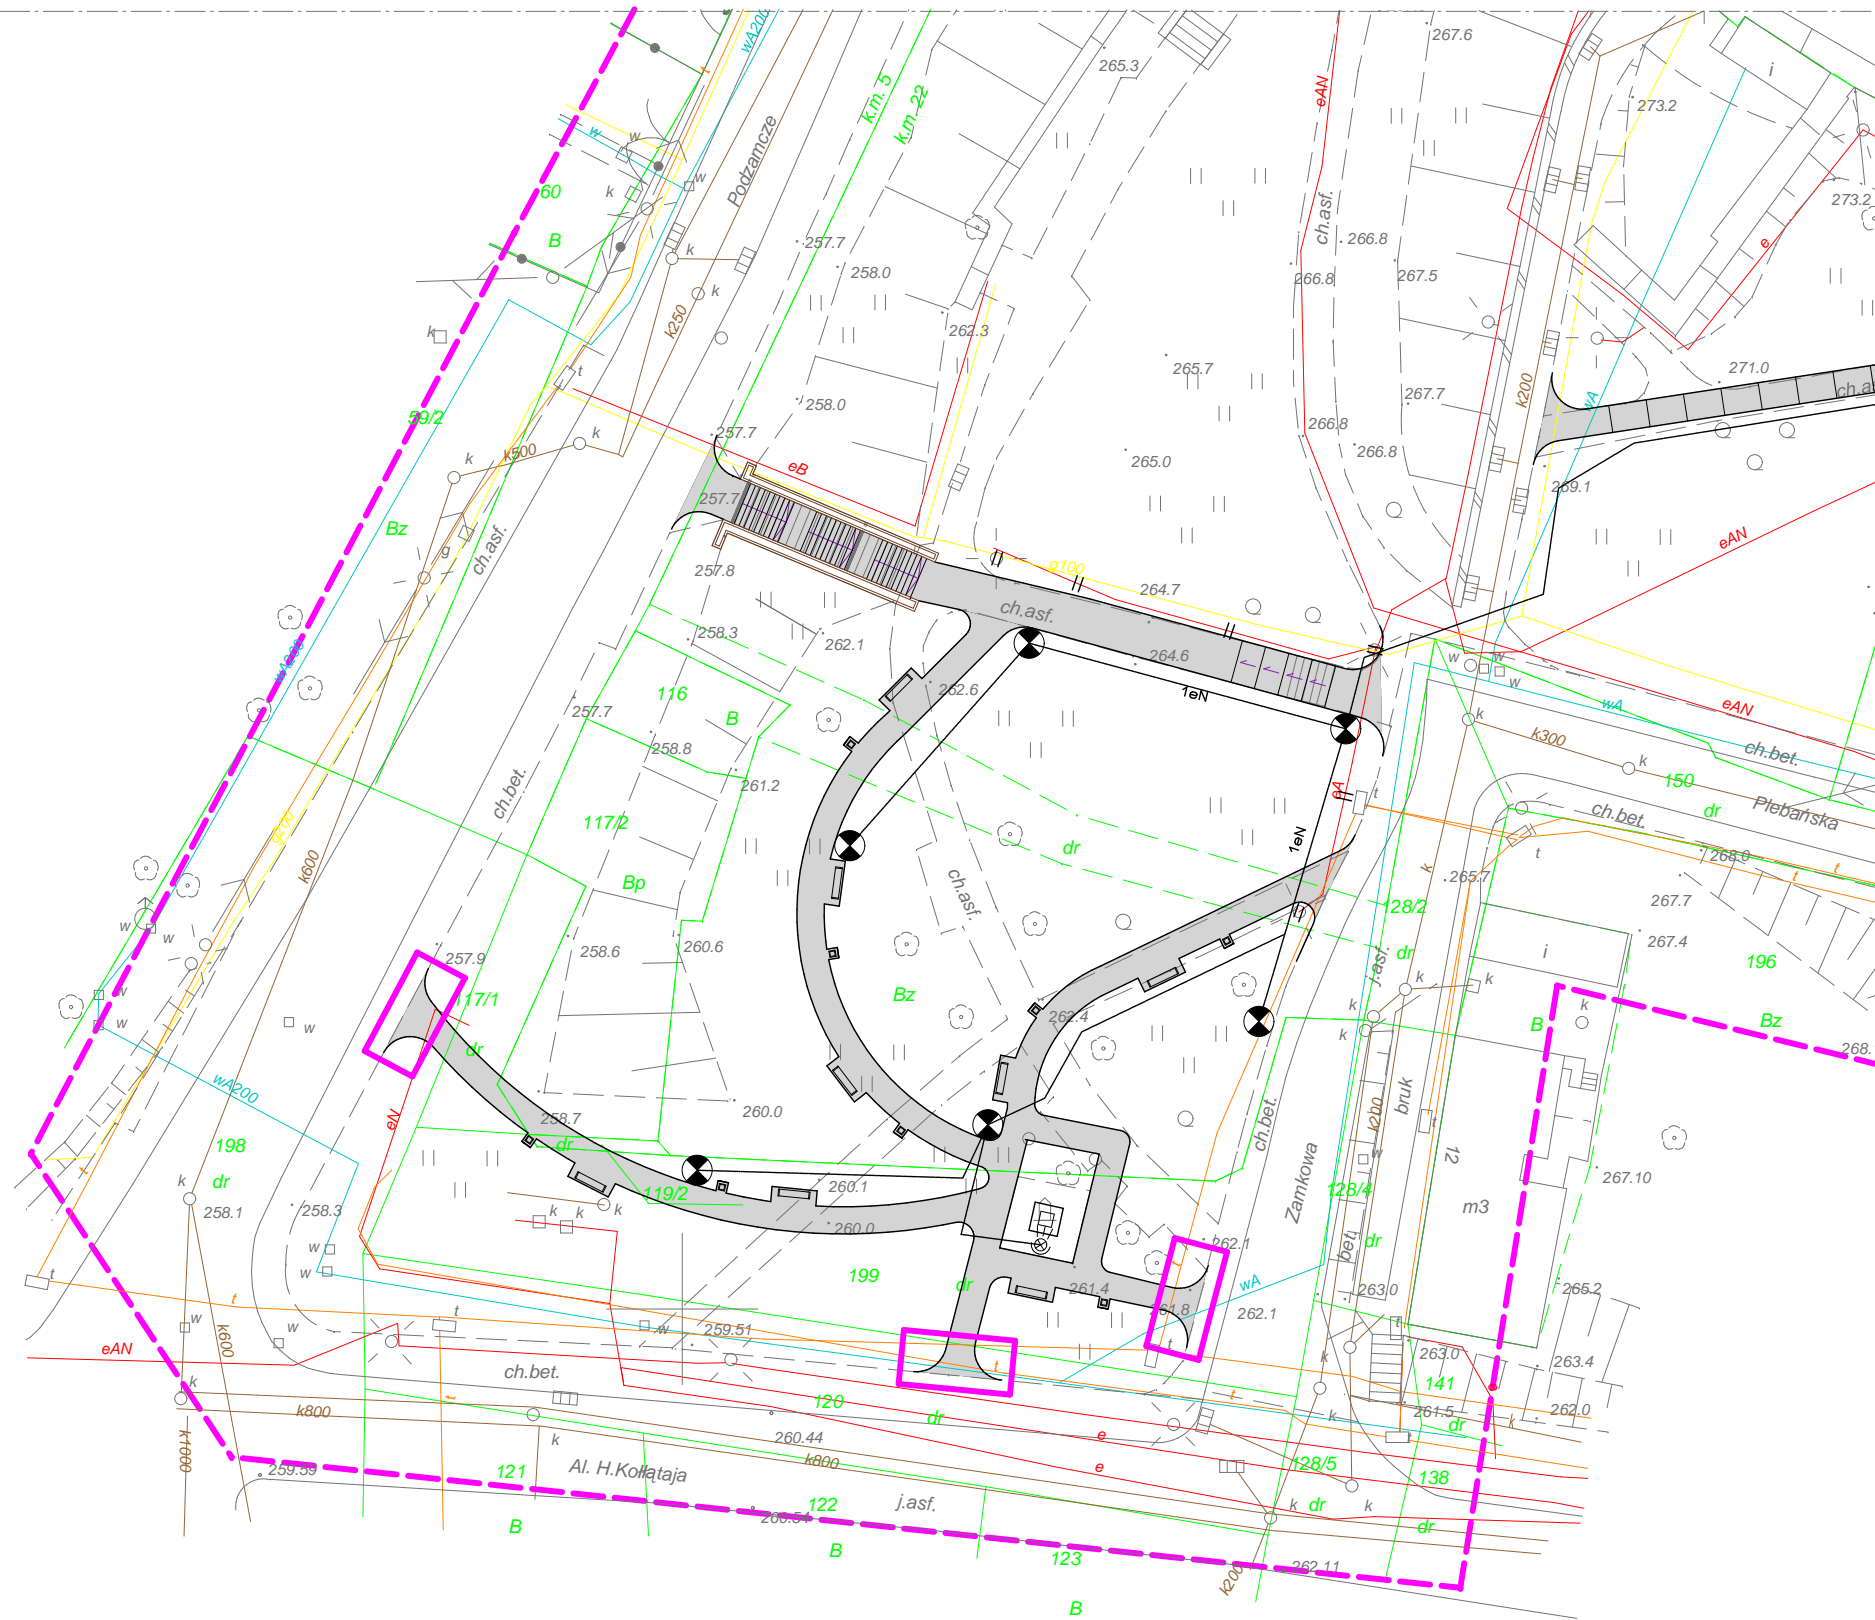 wA200
267.6
265.3
i
k.m. 5
k.m. 22
eAN
273.2
Podzamcze
w
w
w
60
k
273.2
B
ch.asf.
257.7
266.8
e
k
258.0
267.5
266.8
k
k250
k
262.3
265.7
271.0
t
ch.a
k200
wA
258.0
267.7
59/2
266.8
257.7
k
k
k500
eB
265.0
266.8
269.1
257.7
Bz
eAN
ch.asf.
g
257.8
g100
264.7
ch.asf.
258.3
262.1
264.6
w
w
w
wA200
116
262.6
1eN
257.7
B
wA
eAN
k
258.8
k300
ch.bet.
k
261.2
150
ch.bet.
eA
t
dr
Plebańska
ch.bet.
g200
117/2
1eN
dr
t
268.0
k600
k
265.7
t
t
Bp
ch.asf.
128/2
267.7
w
w
258.6
260.6
267.4
257.9
dr
i
196
j.asf.
w
117/1
Bz
k
k
w
w
262.4
k
k
B
Bz
dr
k
268.
wA200
bruk
258.7
260.0
k200
ch.bet.
eN
t
198
dr
12
t
w
dr
119/2
260.1
Zamkowa
128/4
267.10
k
258.1
258.3
k
k
k
260.0
m3
w
262.1
dr
bet.
w
199
t
t
dr
261.4
wA
263.0
265.2
t
w
t
w
w
259.51
261.8
262.1
t
k600
t
263.0
eAN
ch.bet.
t
k
263.4
k
t
120
t
141
e
k800
dr
k
261.5
262.0
dr
k
k
260.44
e
k1000
k800
e
259.59
121
Al. H.Kołłątaja
128/5
138
122
j.asf.
k
dr
k
B
dr
B
123
262.11
k200
B